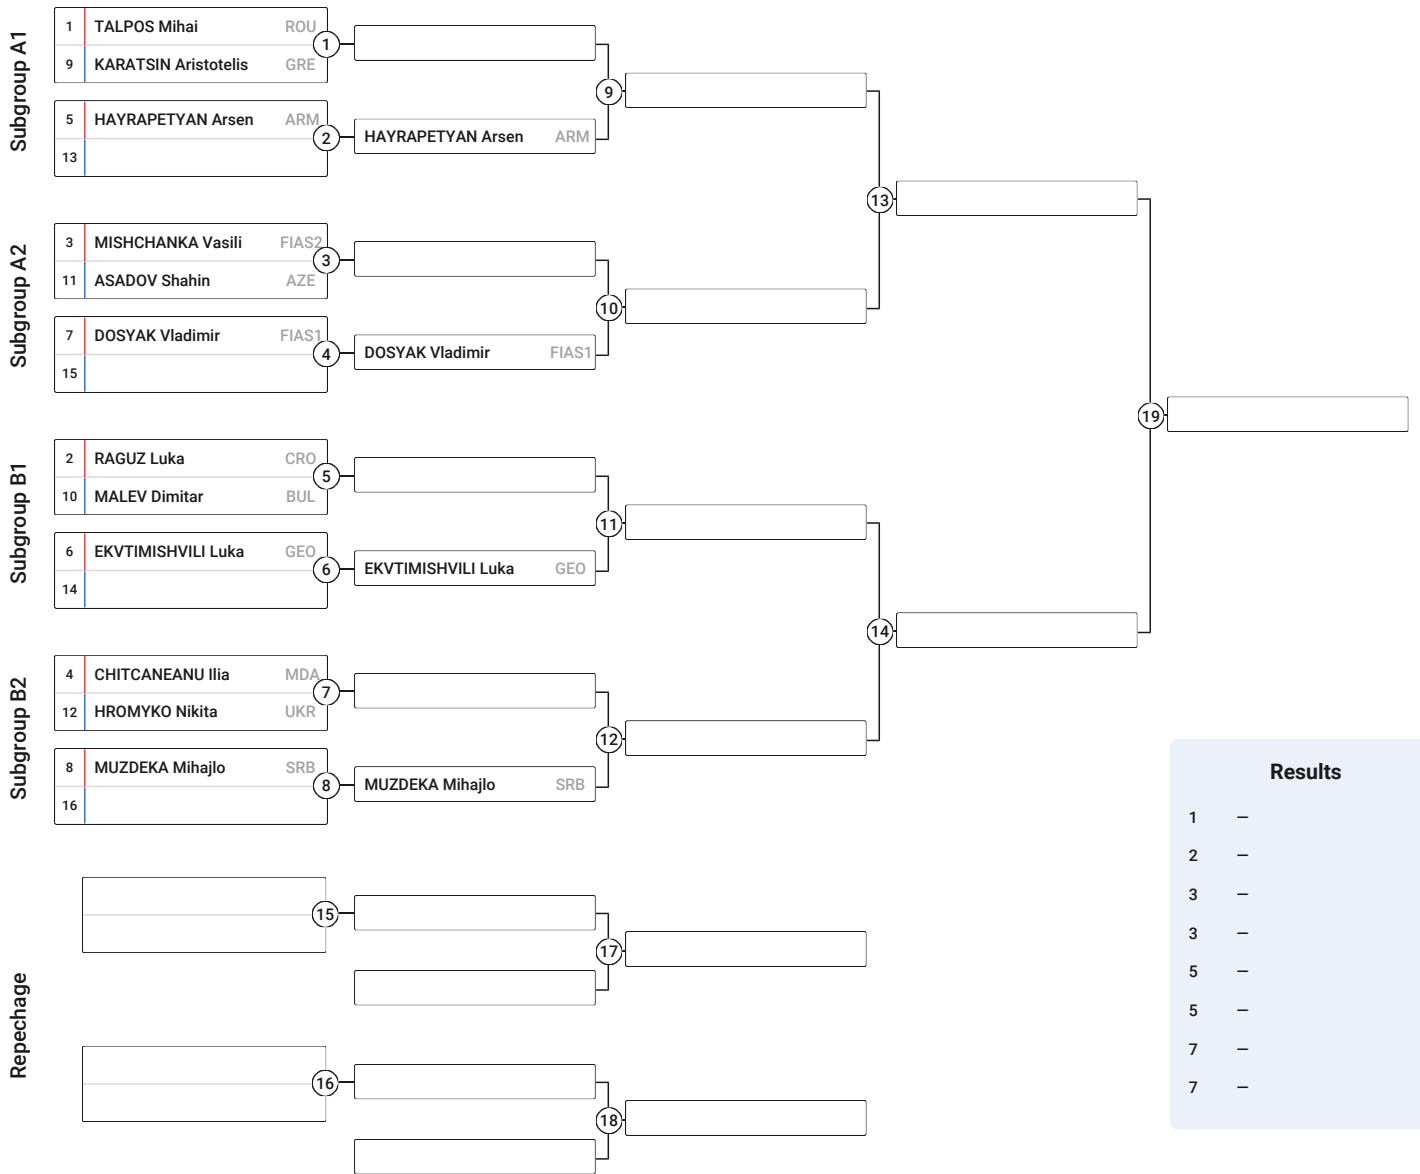 Subgroup A1
1 TALPOS Mihai ROU
9 KARATSIN Aristotelis GRE
1
5 HAYRAPETYAN Arsen ARM
13
2
HAYRAPETYAN Arsen ARM
9
Subgroup A2
3 MISHCHANKA Vasili FIAS2
11 ASADOV Shahin AZE
3
7 DOSYAK Vladimir FIAS1
15
4
DOSYAK Vladimir FIAS1
10
13
Subgroup B1
2 RAGUZ Luka CRO
10 MALEV Dimitar BUL
5
6 EKVTIMISHVILI Luka GEO
14
6
EKVTIMISHVILI Luka GEO
11
Subgroup B2
4 CHITCANEANU Ilia MDA
12 HROMYKO Nikita UKR
7
8 MUZDEKA Mihajlo SRB
16
8
MUZDEKA Mihajlo SRB
12
14
19
Repechage
15
17
16
18
Results
1 –
2 –
3 –
3 –
5 –
5 –
7 –
7 –